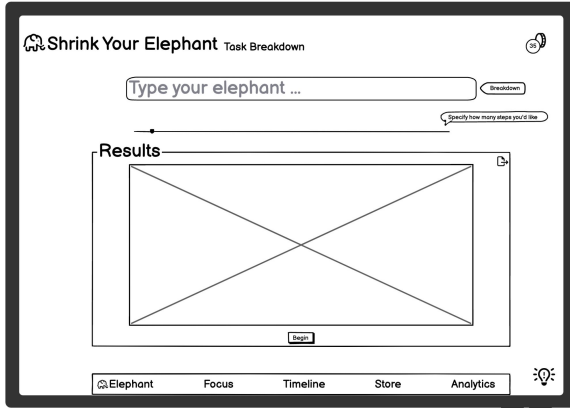 Shrink Your Elephant Task Breakdown
35
Type your elephant ...
Breakdown
Specify how many steps you'd like
Results
Begin
Elephant Focus Timeline Store Analytics